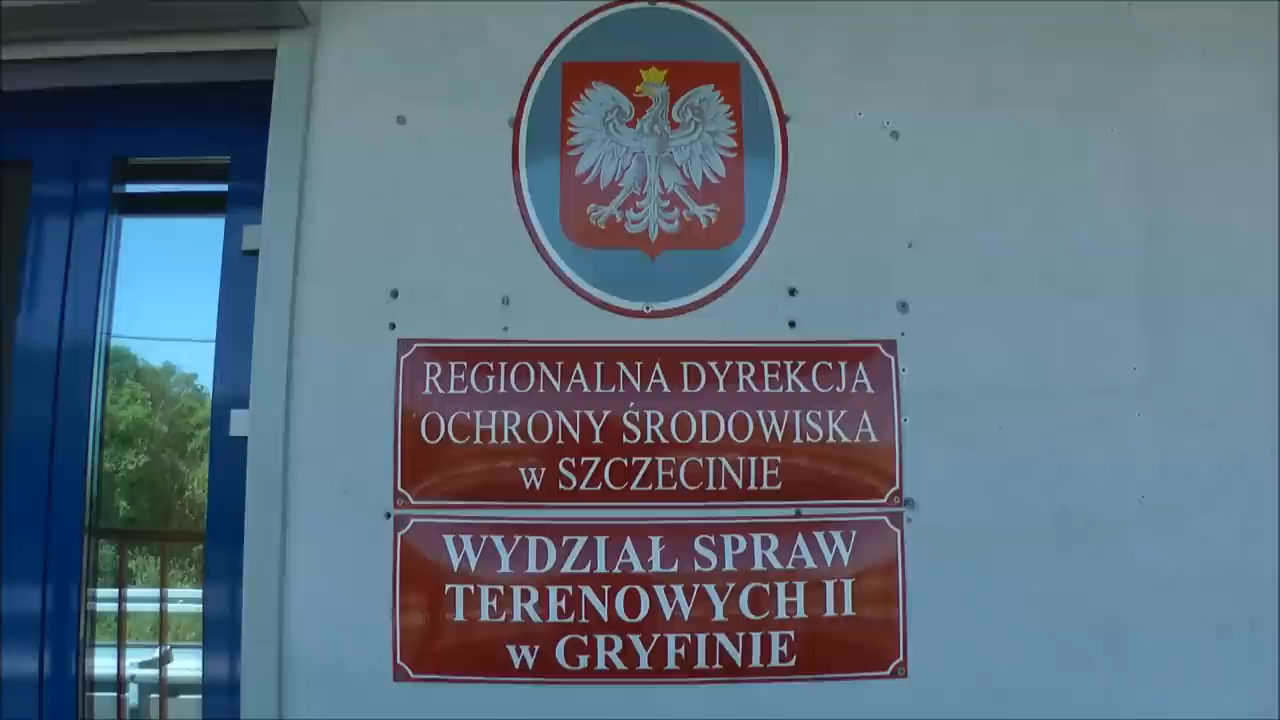 REGIONALNA DYREKCJA
OCHRONY ŚRODOWISKA
w SZCZECINIE
WYDZIAŁ SPRAW
TERENOWYCH II
w GRYFINIE